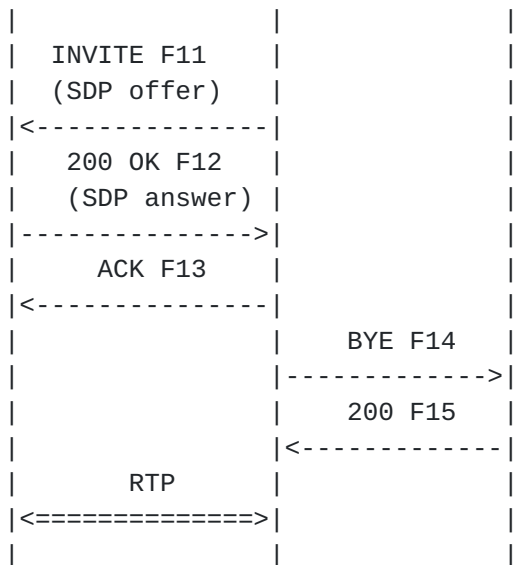 |               |             |
|  INVITE F11   |             |
|  (SDP offer)  |             |
|<--------------|             |
|   200 OK F12  |             |
|   (SDP answer)|             |
|-------------->|             |
|     ACK F13   |             |
|<--------------|             |
|               |   BYE F14   |
|               |------------>|
|               |   200 F15   |
|               |<------------|
|       RTP     |             |
|<=============>|             |
|               |             |